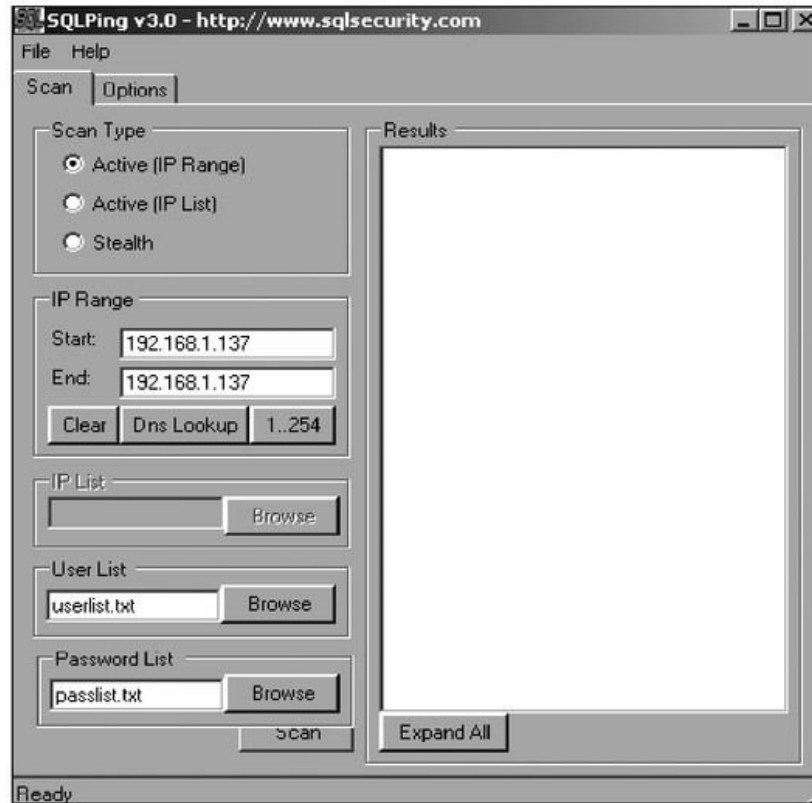 SQLPing v3.0 - http://www.sqlsecurity.com
File Help
Scan Options
Scan Type
Active (IP Range)
Active (IP List)
Stealth
IP Range
Start: 192.168.1.137
End: 192.168.1.137
Clear Dns Lookup 1..254
IP List
Browse
User List
userlist.txt Browse
Password List
passlist.txt Browse
Scan
Results
Expand All
Ready